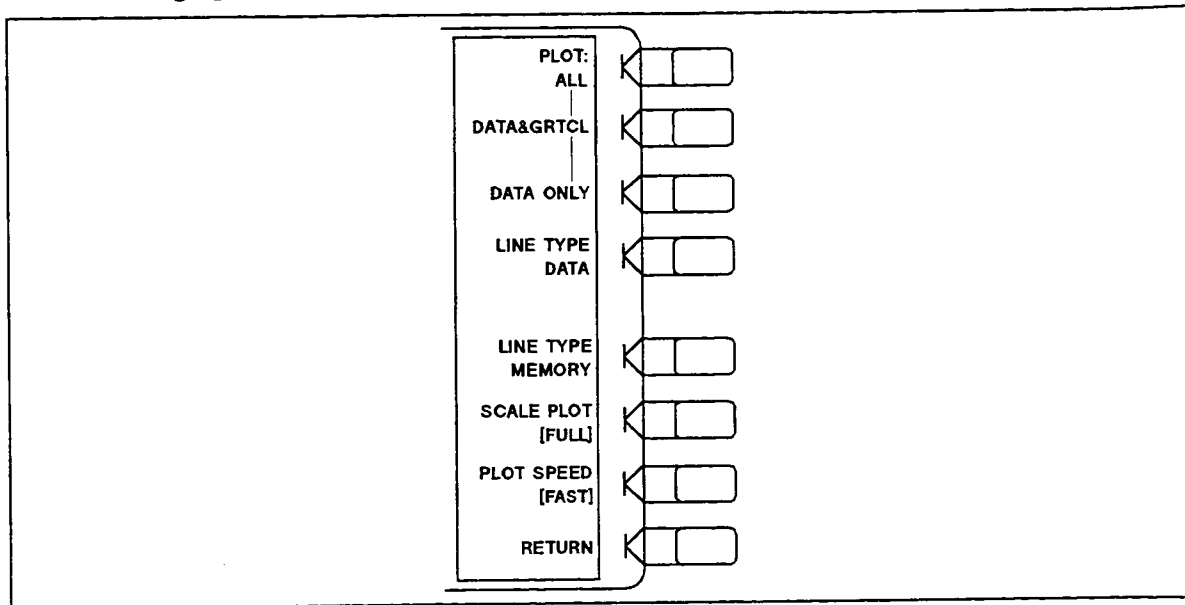 PLOT:
ALL
DATA&GRTCL
DATA ONLY
LINE TYPE
DATA
LINE TYPE
MEMORY
SCALE PLOT
[FULL]
PLOT SPEED
[FAST]
RETURN